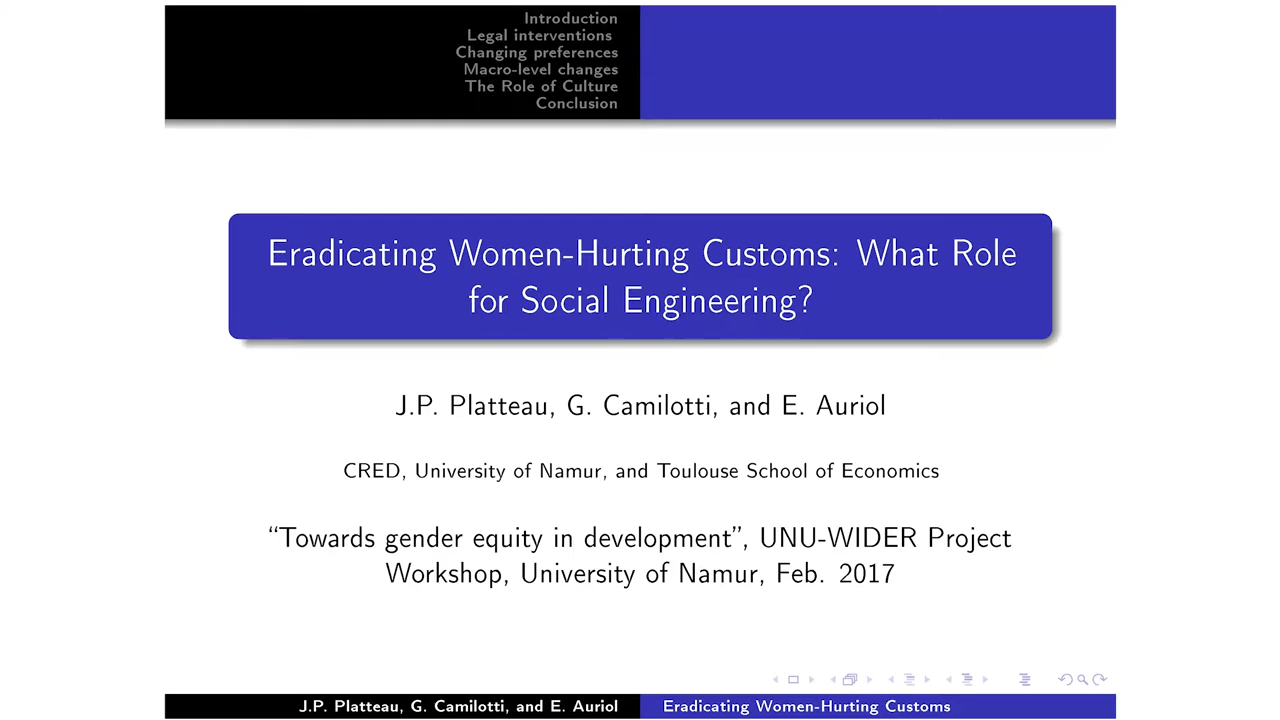 Introduction
Legal interventions
Changing preferences
Macro-level changes
The Role of Culture
Conclusion
Eradicating Women-Hurting Customs: What Role
for Social Engineering?
J.P. Platteau, G. Camilotti, and E. Auriol
CRED, University of Namur, and Toulouse School of Economics
“Towards gender equity in development”, UNU-WIDER Project
Workshop, University of Namur, Feb. 2017
J.P. Platteau, G. Camilotti, and E. Auriol
Eradicating Women-Hurting Customs